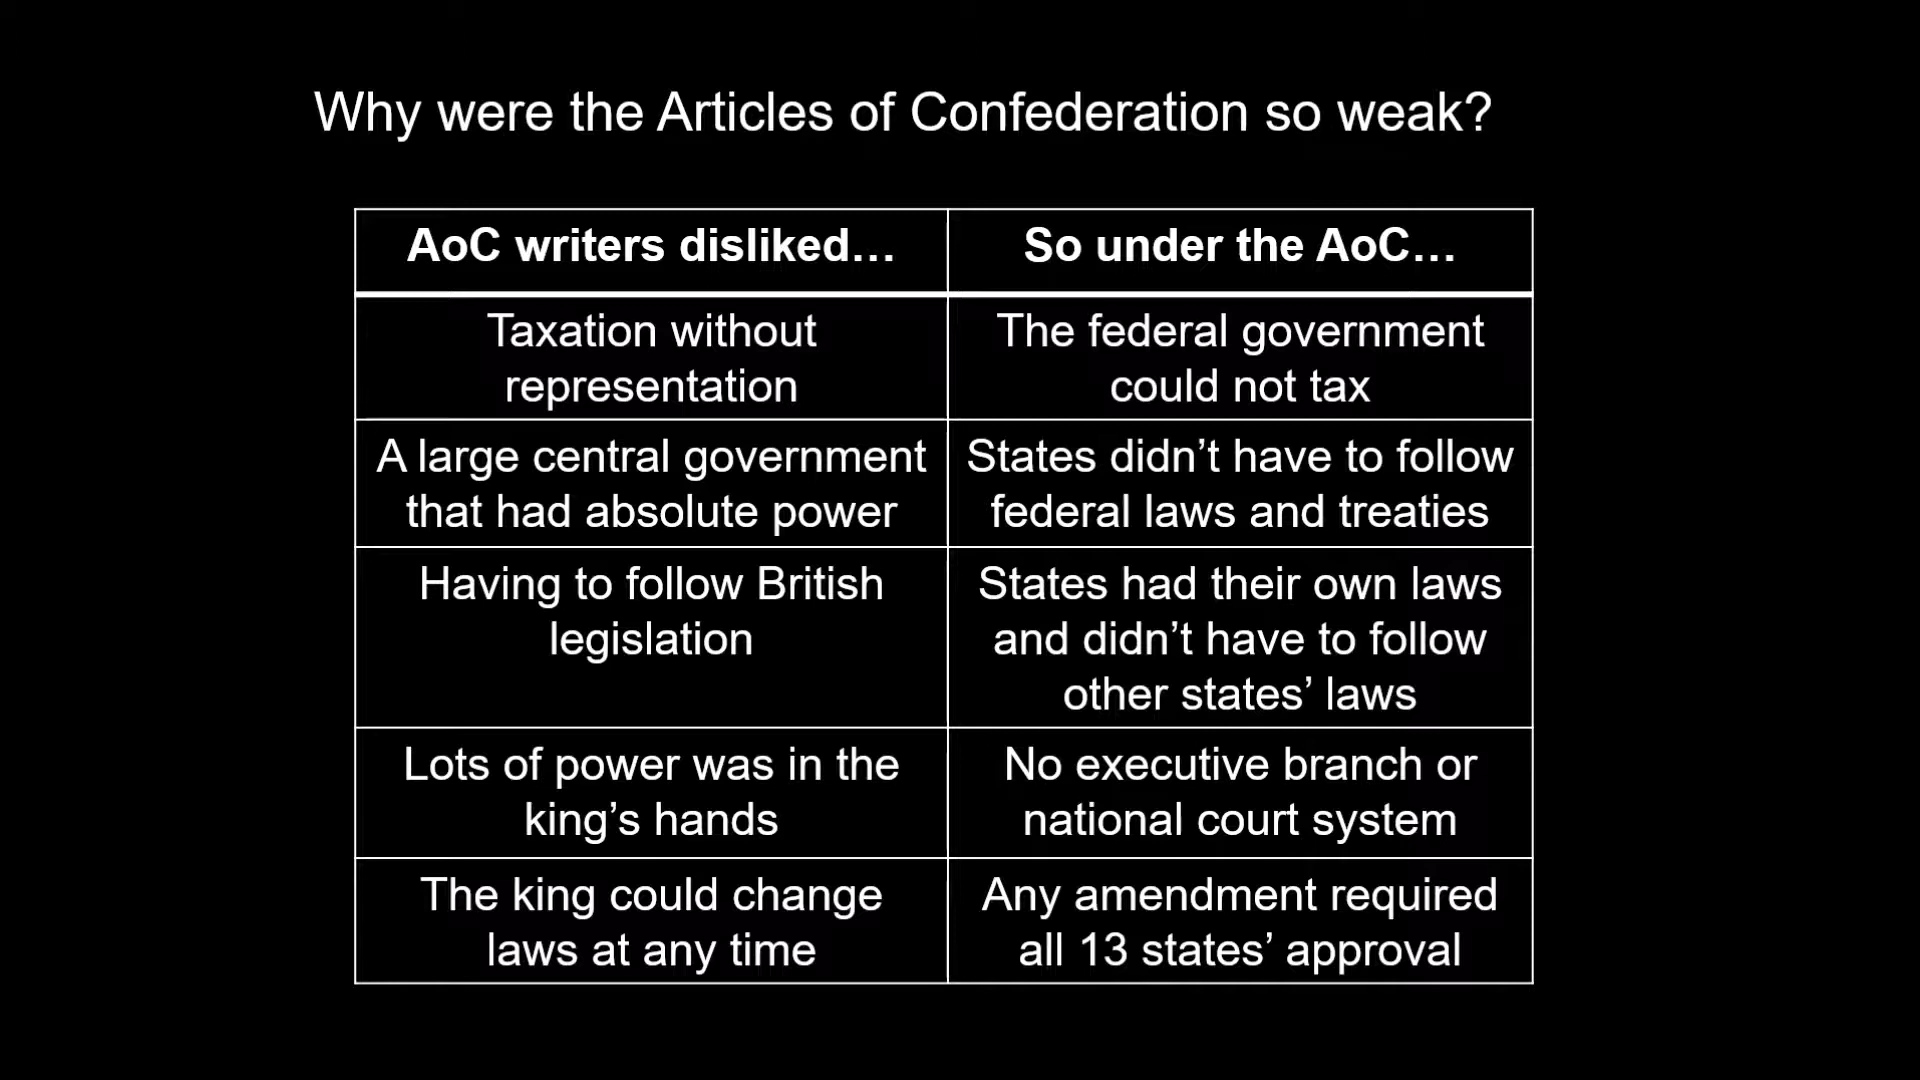 Why were the Articles of Confederation so weak?
AoC writers disliked…
So under the AoC…
Taxation without
representation
The federal government
could not tax
A large central government
that had absolute power
States didn’t have to follow
federal laws and treaties
Having to follow British
legislation
States had their own laws
and didn’t have to follow
other states’ laws
Lots of power was in the
king’s hands
No executive branch or
national court system
The king could change
laws at any time
Any amendment required
all 13 states’ approval